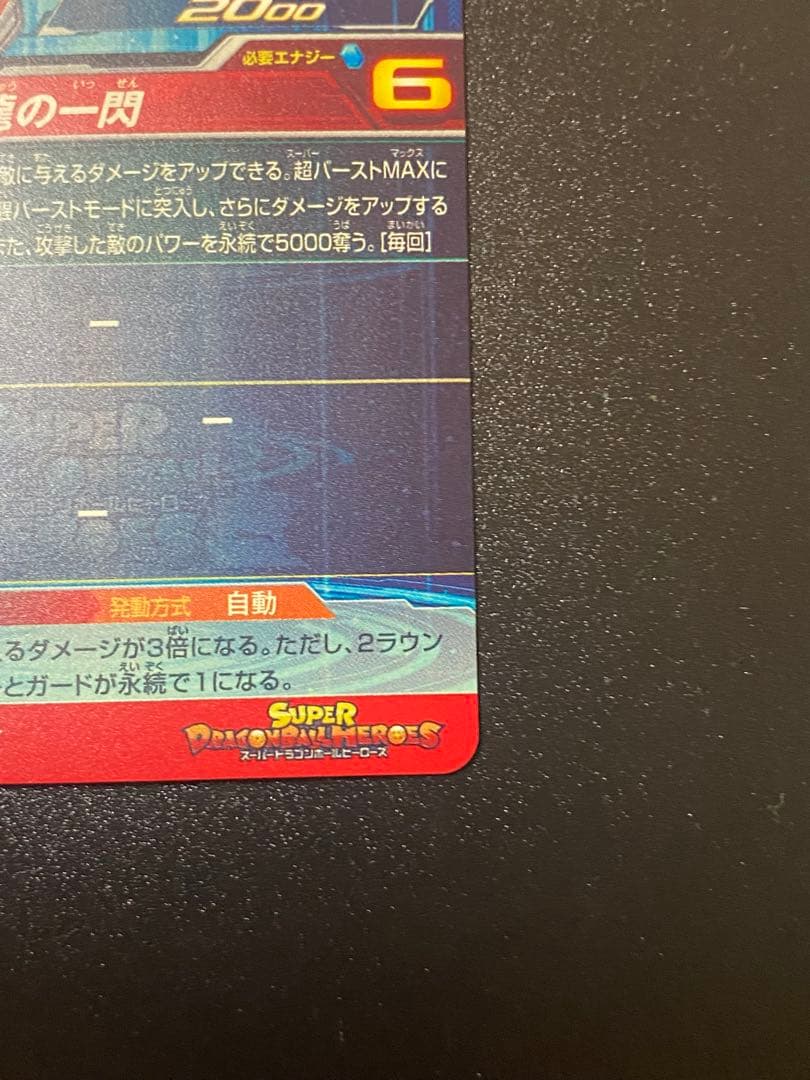 2000
必要エナジー 6
の一閃
敵に与えるダメージをアップできる。超バーストMAXに
醒バーストモードに突入し、さらにダメージをアップする
た、攻撃した敵のパワーを永続で5000奪う。[毎回]
ー
ー
ー
発動方式 自動
るダメージが3倍になる。ただし、2ラウン
とガードが永続で1になる。
SUPER
DRAGONBALL HEROES
スーパードラゴンボールヒーローズ